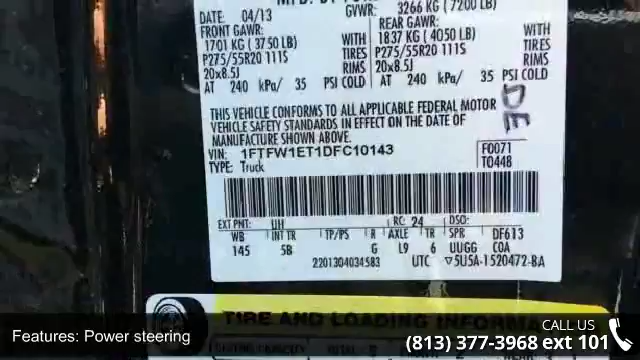 DATE: 04/13
GVWR: 3266 KG (7200 LB)
FRONT GAWR:
1701 KG (3750 LB)
P275/55R20 111S
20x8.5J
AT 240 kPa/ 35 PSI COLD
WITH
TIRES
RIMS
REAR GAWR:
1837 KG (4050 LB)
P275/55R20 111S
20x8.5J
AT 240 kPa/ 35 PSI COLD
WITH
TIRES
RIMS
THIS VEHICLE CONFORMS TO ALL APPLICABLE FEDERAL MOTOR
VEHICLE SAFETY STANDARDS IN EFFECT ON THE DATE OF
MANUFACTURE SHOWN ABOVE.
DE
VIN: 1FTFW1ET1DFC10143
TYPE: Truck
F0071
T0448
EXT PNT: UH RC: 24 DSO:
WB INT TR TP/PS R AXLE TR SPR DF613
145 5B G L9 6 UUGG COA
2201304034583 UTC ▽5U5A-1520472-BA
TIRE AND LOADING INFORMA
Features: Power steering
CALL US
(813) 377-3968 ext 101